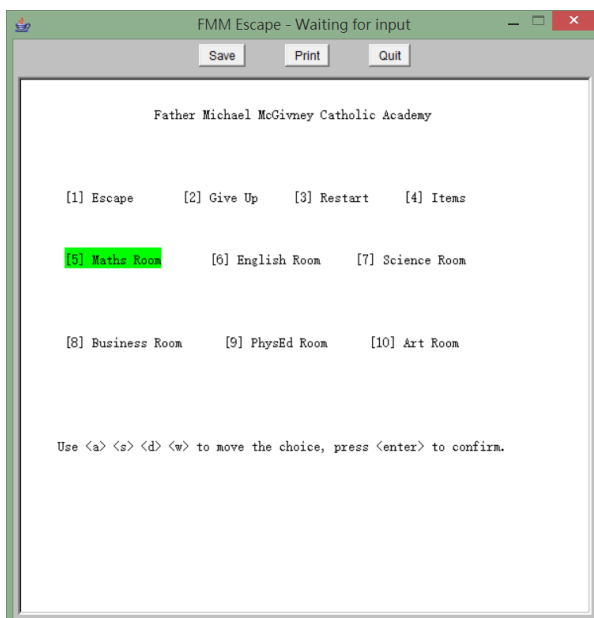 FMM Escape - Waiting for input
Save Print Quit
Father Michael McGivney Catholic Academy
[1] Escape [2] Give Up [3] Restart [4] Items
[5] Maths Room [6] English Room [7] Science Room
[8] Business Room [9] PhysEd Room [10] Art Room
Use <a> <s> <d> <w> to move the choice, press <enter> to confirm.